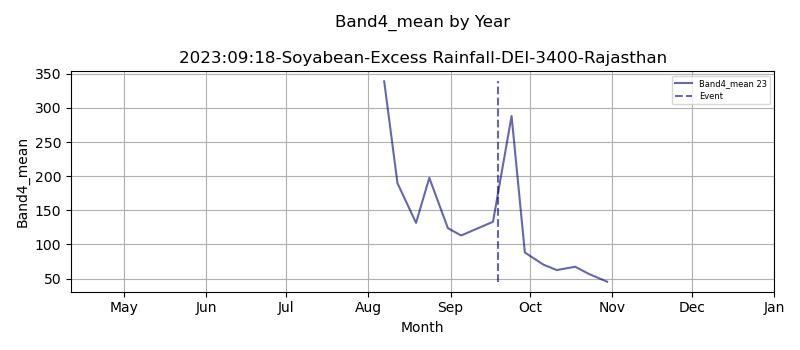 Band4_mean by Year
2023:09:18-Soyabean-Excess Rainfall-DEI-3400-Rajasthan
350
300
250
200
150
100
50
Band4_mean
Band4_mean 23
Event
May Jun Jul Aug Sep Oct Nov Dec Jan
Month